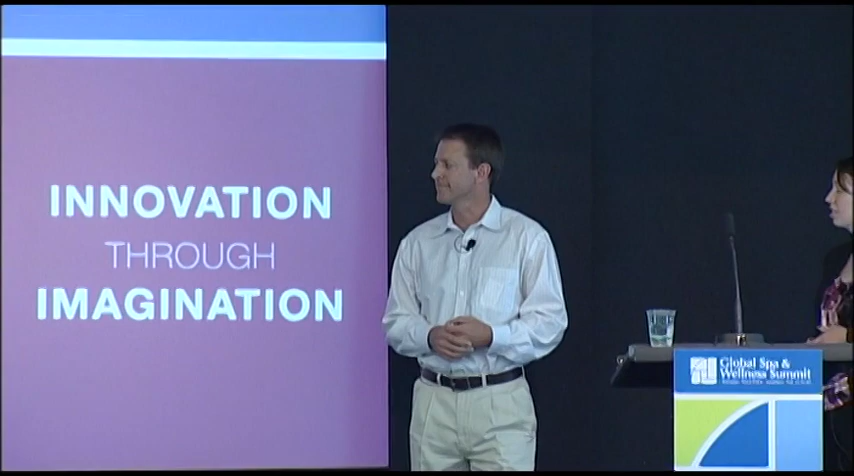 INNOVATION
THROUGH
IMAGINATION
Global Spa &
Wellness Summit